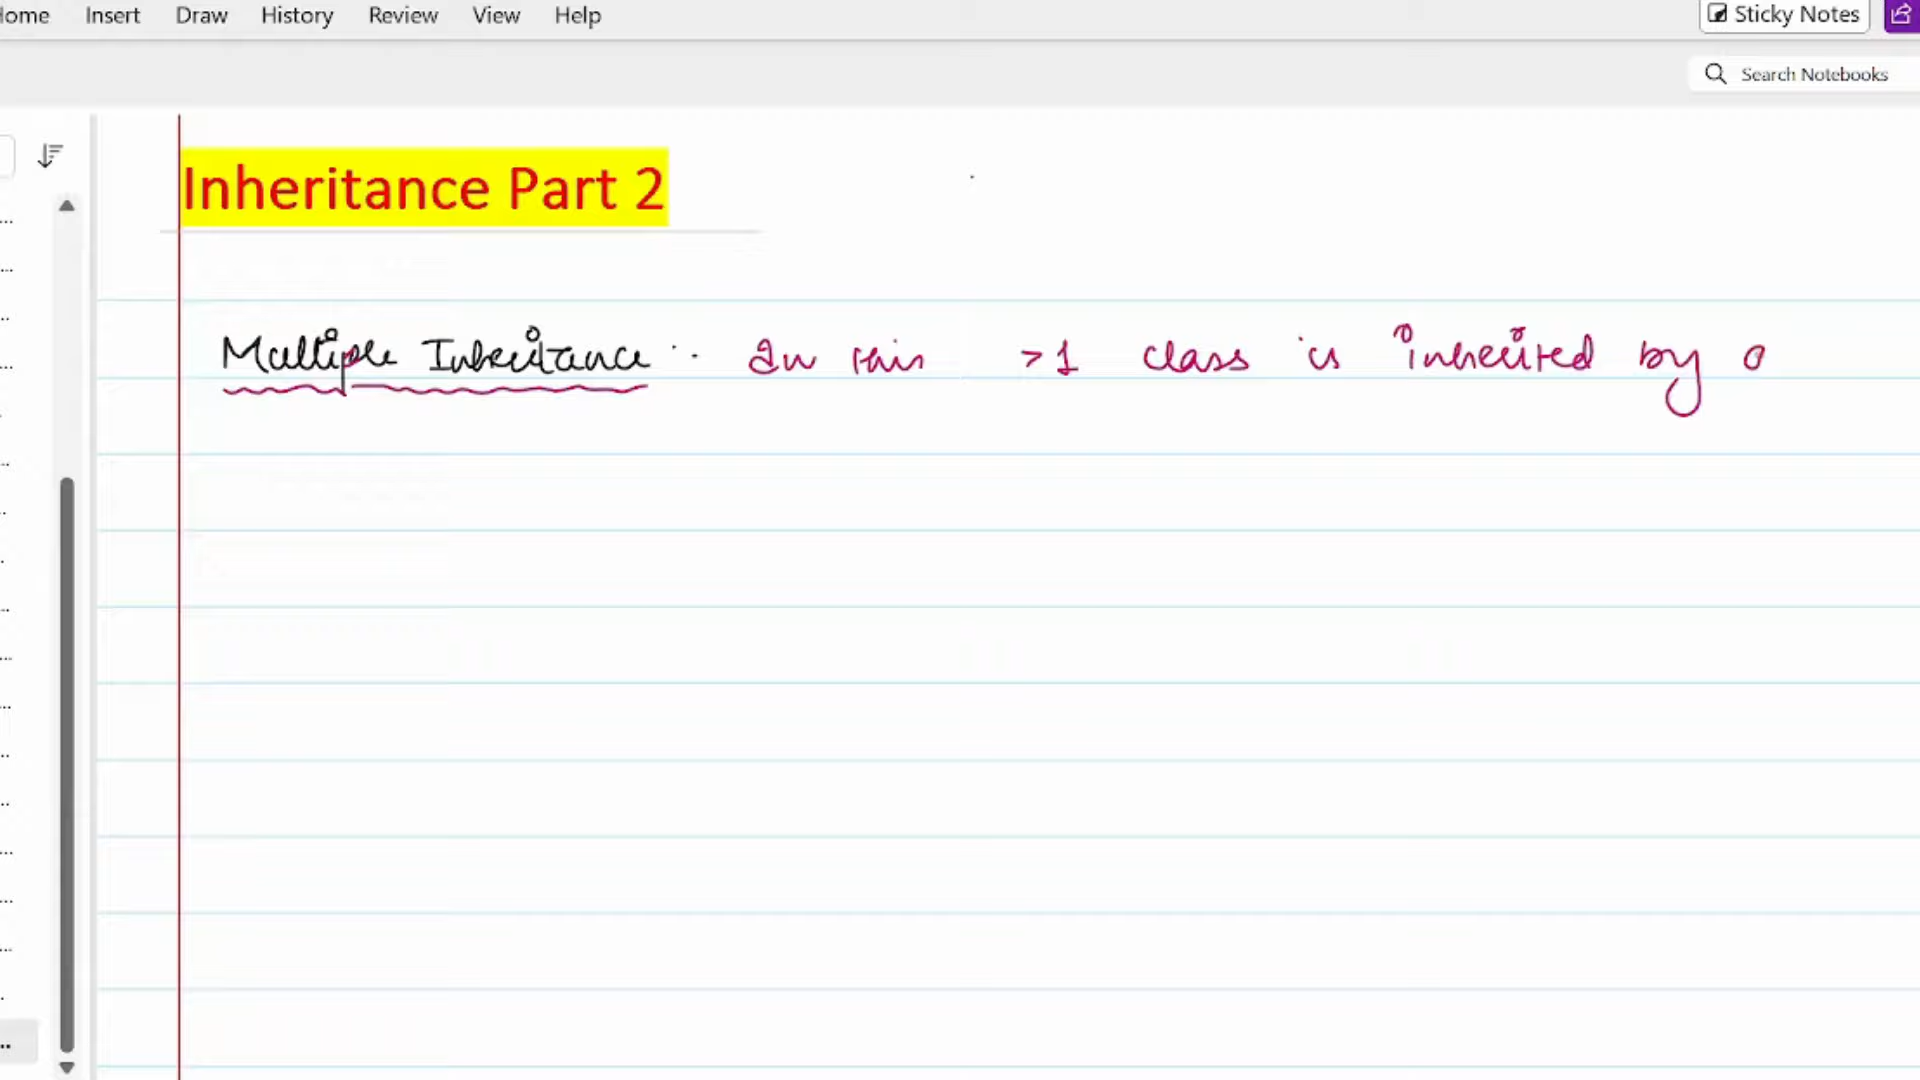 Home Insert Draw History Review View Help Sticky Notes
Search Notebooks
Inheritance Part 2
Multiple Inheritance : In this >1 class is inherited by o